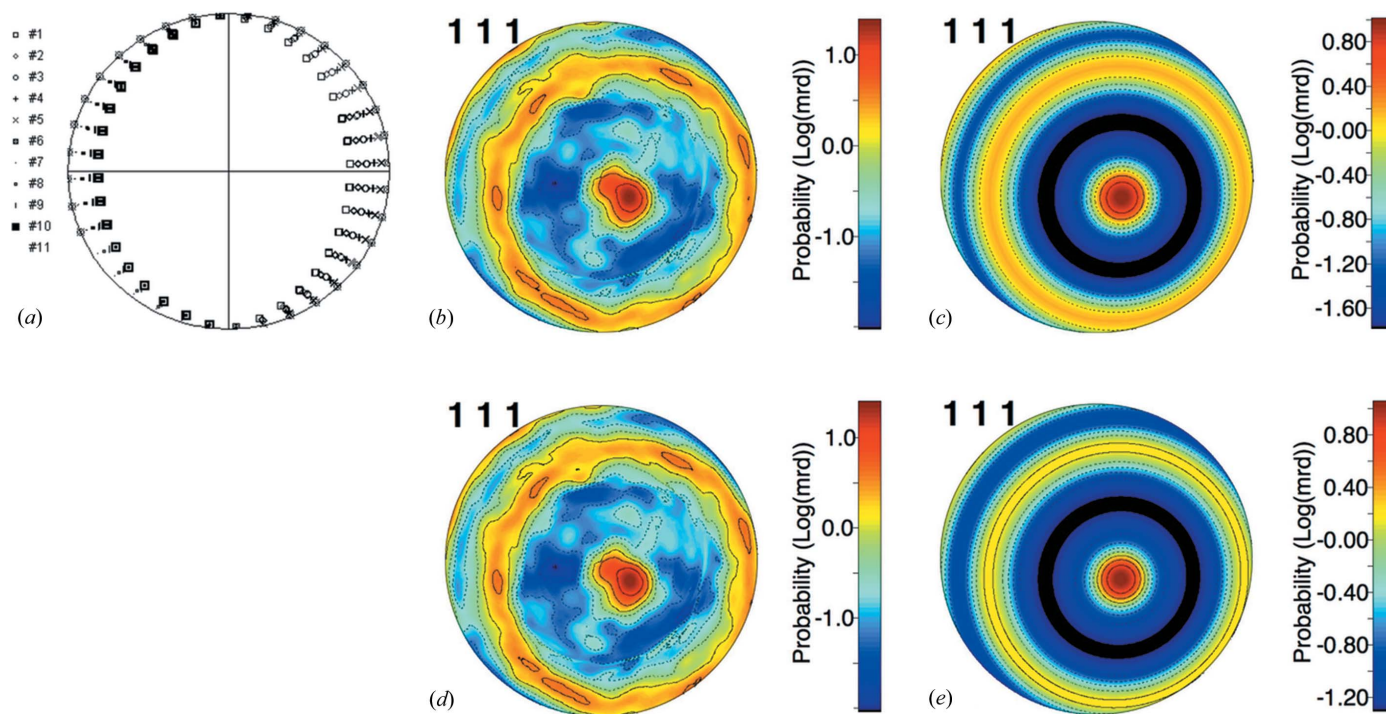 #1
#2
#3
#4
#5
#6
#7
#8
#9
#10
#11
(a)
1 1 1
(b)
1.0
0.0
-1.0
Probability (Log(mrd))
1 1 1
(c)
0.80
0.40
-0.00
-0.40
-0.80
-1.20
-1.60
Probability (Log(mrd))
1 1 1
(d)
1.0
0.0
-1.0
Probability (Log(mrd))
1 1 1
(e)
0.80
0.40
0.00
-0.40
-0.80
-1.20
Probability (Log(mrd))